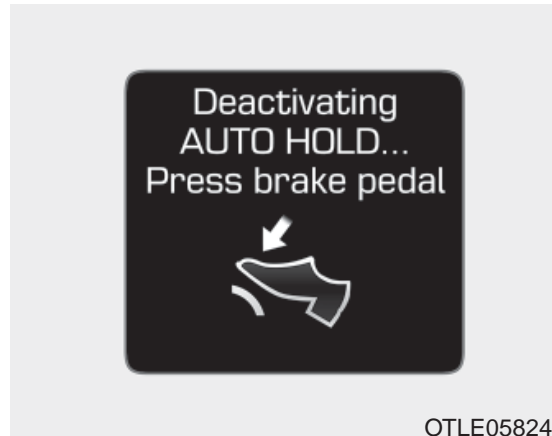 Deactivating
AUTO HOLD...
Press brake pedal
OTLE05824